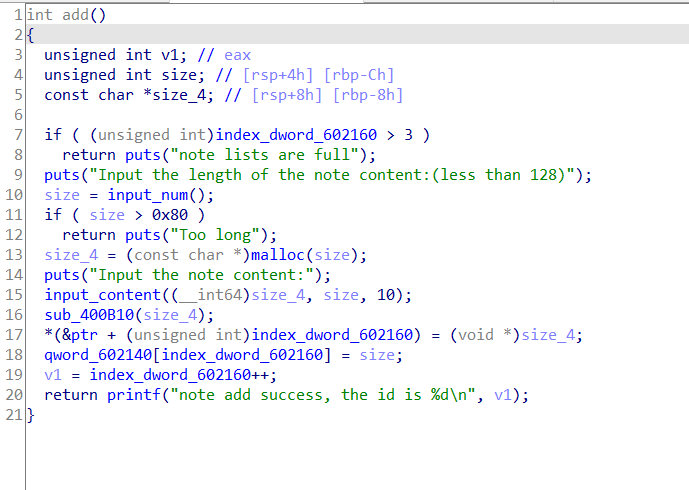 1 int add()
2 {
3 unsigned int v1; // eax
4 unsigned int size; // [rsp+4h] [rbp-Ch]
5 const char *size_4; // [rsp+8h] [rbp-8h]
6
7 if ( (unsigned int)index_dword_602160 > 3 )
8 return puts("note lists are full");
9 puts("Input the length of the note content:(less than 128)");
10 size = input_num();
11 if ( size > 0x80 )
12 return puts("Too long");
13 size_4 = (const char *)malloc(size);
14 puts("Input the note content:");
15 input_content((__int64)size_4, size, 10);
16 sub_400B10(size_4);
17 *(&ptr + (unsigned int)index_dword_602160) = (void *)size_4;
18 qword_602140[index_dword_602160] = size;
19 v1 = index_dword_602160++;
20 return printf("note add success, the id is %d\n", v1);
21 }